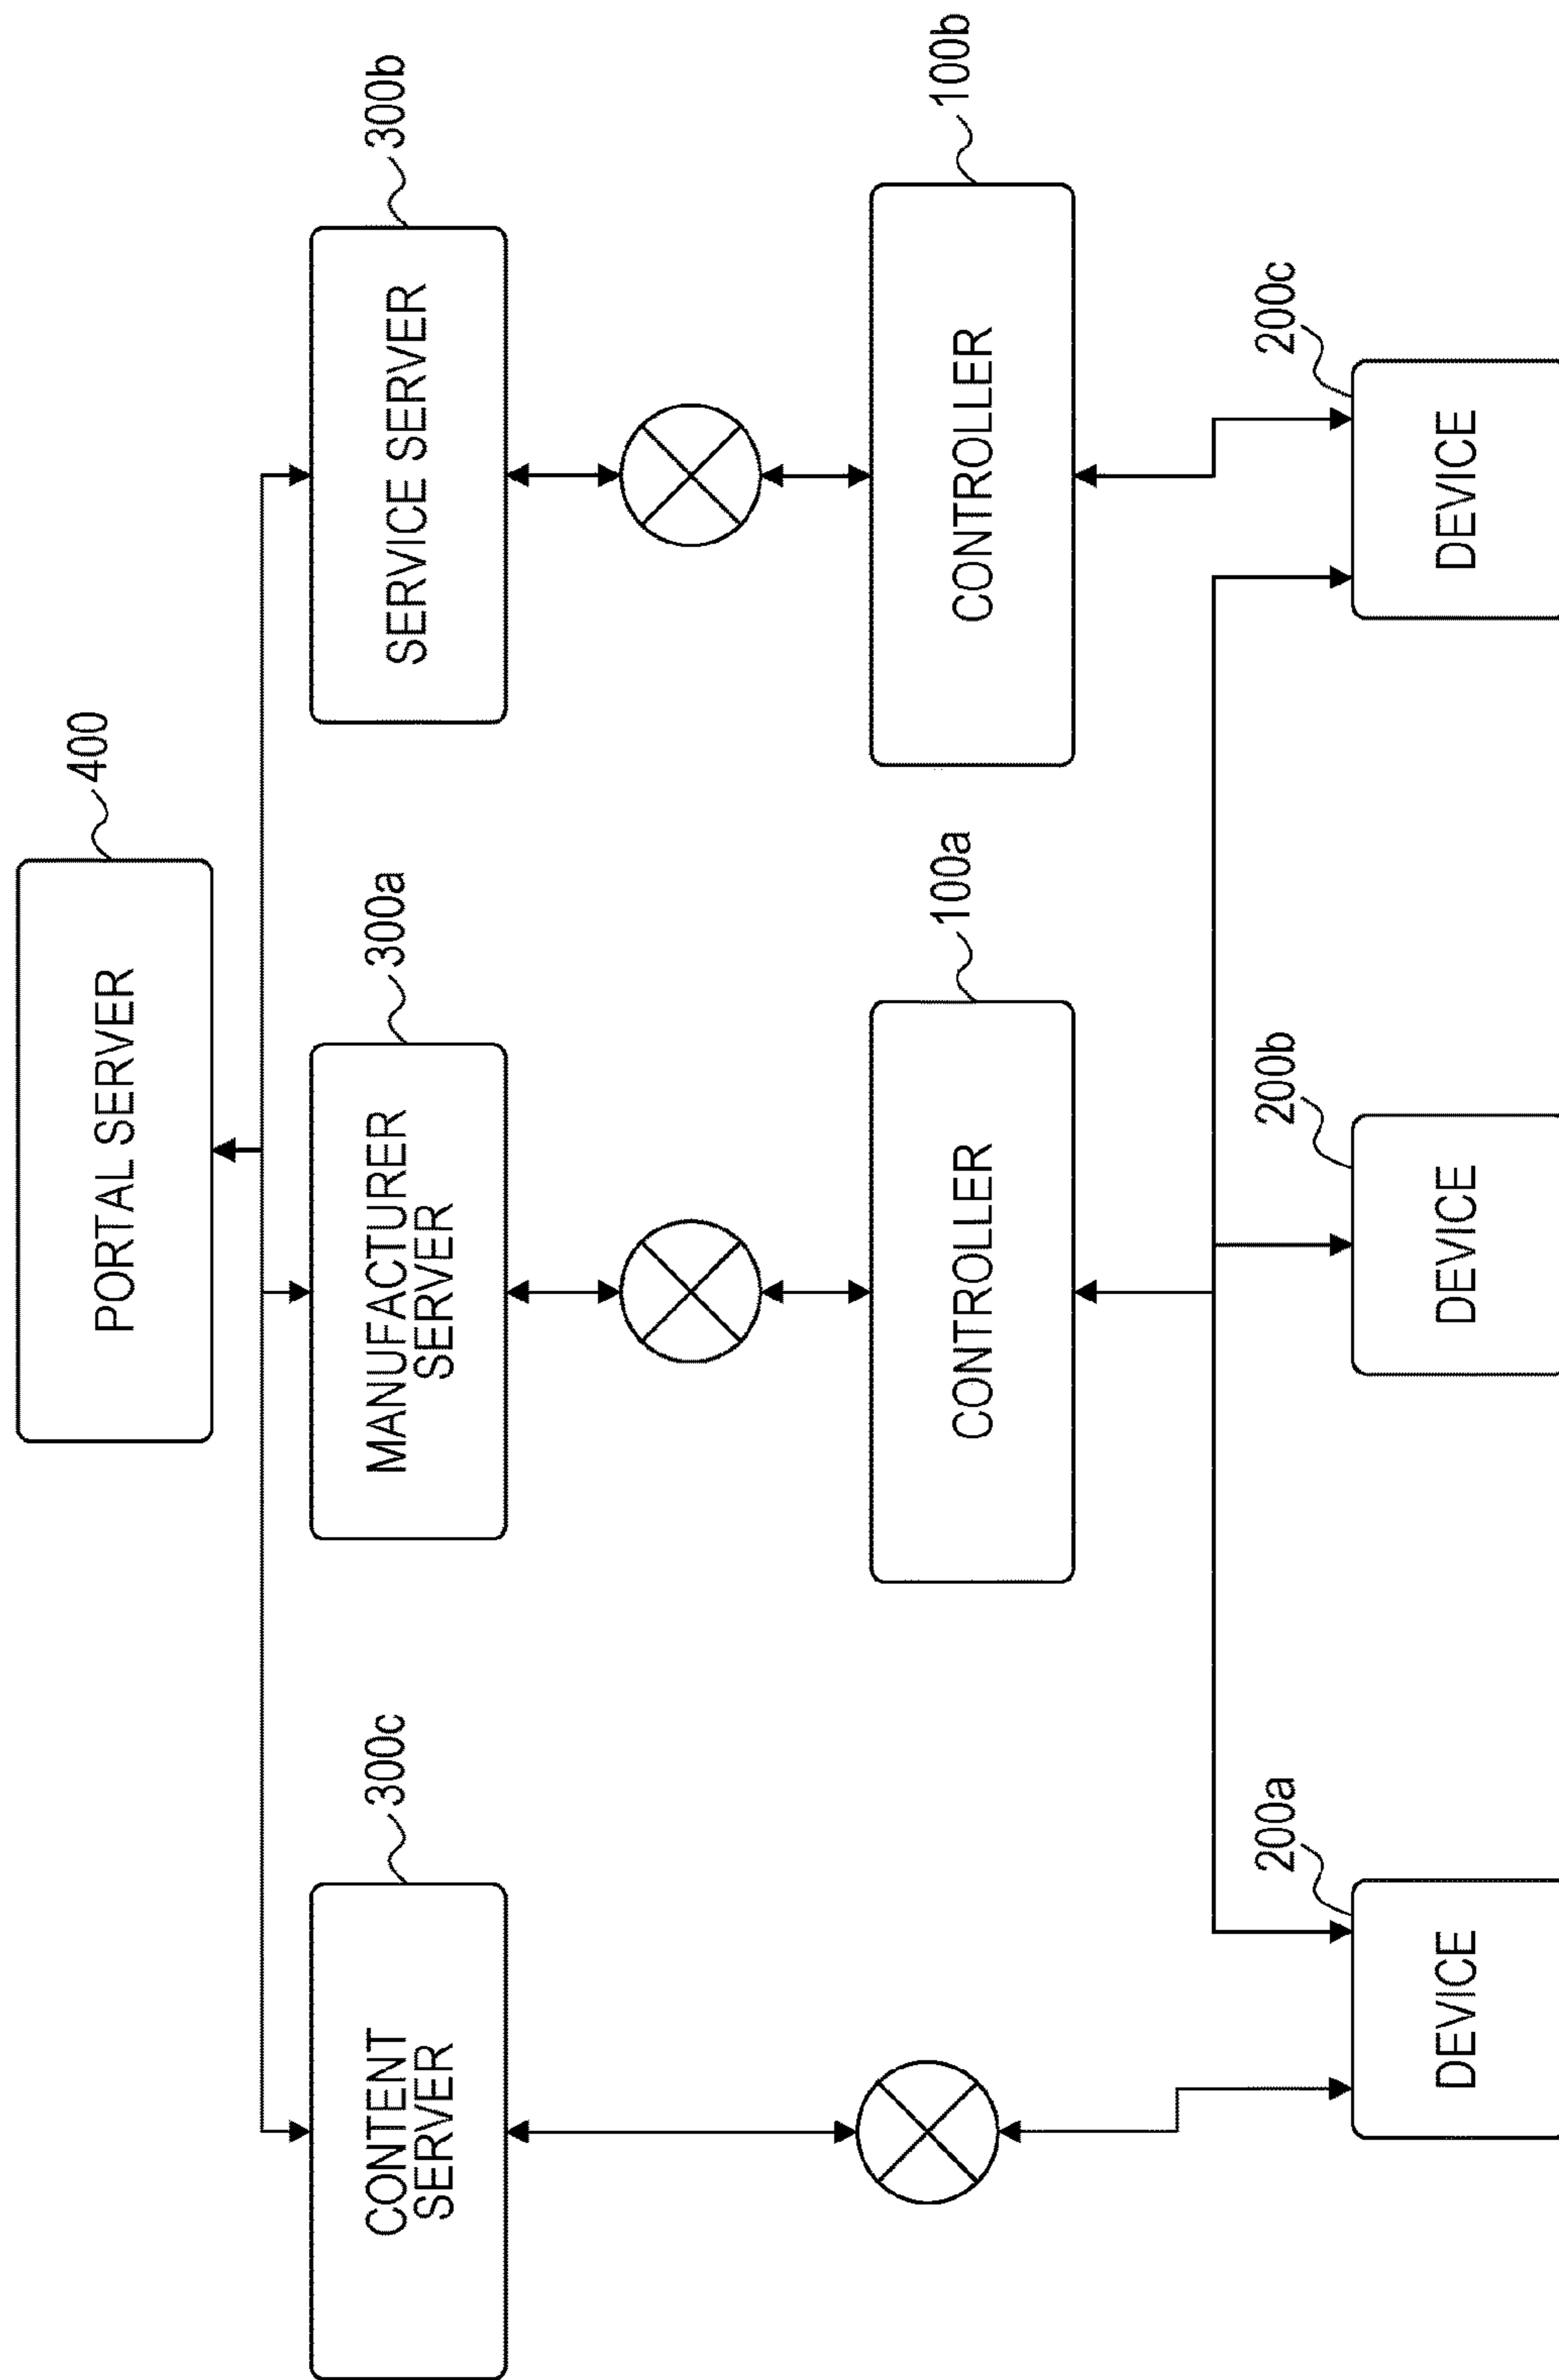 PORTAL SERVER
400
CONTENT
SERVER
300c
MANUFACTURER
SERVER
300a
SERVICE SERVER
300b
CONTROLLER
100a
CONTROLLER
100b
DEVICE
200a
DEVICE
200b
DEVICE
200c